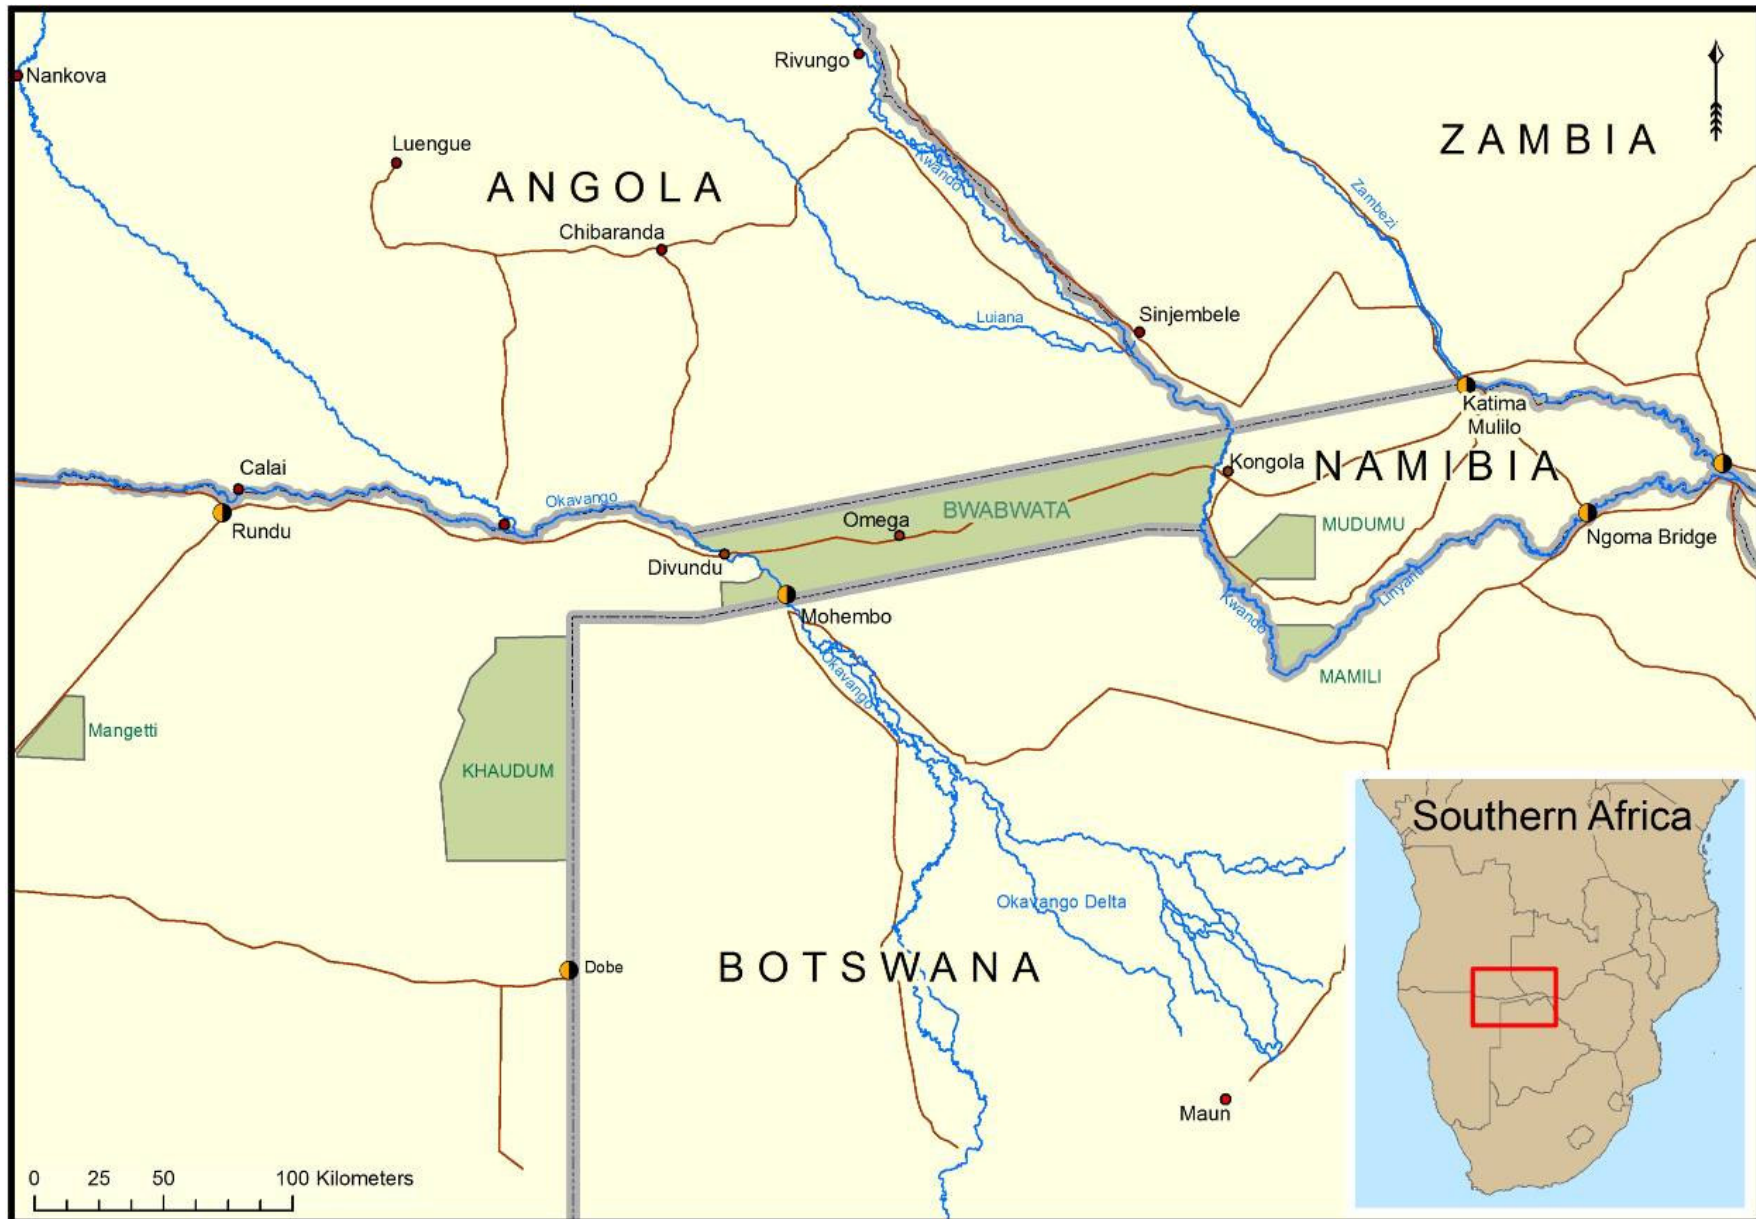 Nankova
Rivungo
ZAMBIA
Luengue
ANGOLA
Kwando
Zambezi
Chibaranda
Luiana
Sinjembele
Katima
Mulilo
Calai
Okavango
Kongola
NAMIBIA
Rundu
Omega
BWABWATA
MUDUMU
Ngoma Bridge
Divundu
Mohembo
Kwando
Linyanti
Okavango
MAMILI
Mangetti
KHAUDUM
Southern Africa
Okavango Delta
Dobe
BOTSWANA
Maun
0 25 50 100 Kilometers